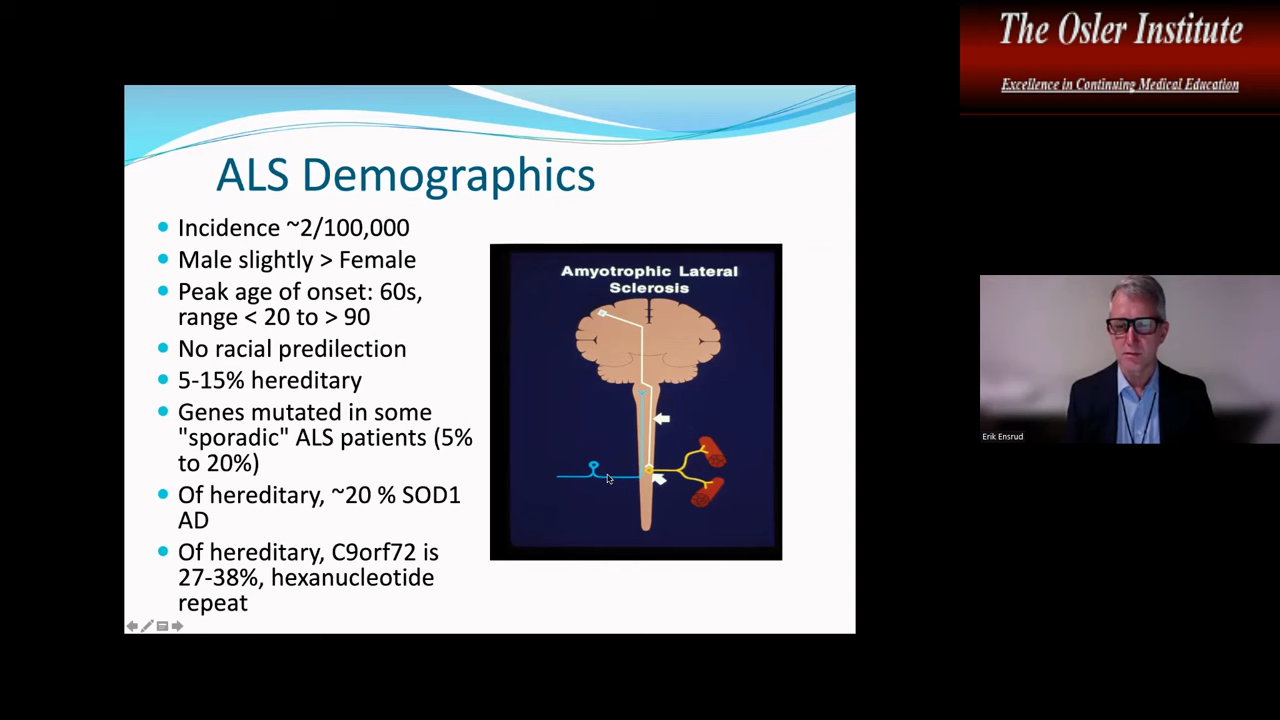 The Osler Institute
Excellence in Continuing Medical Education
ALS Demographics
Incidence ~2/100,000
Male slightly > Female
Peak age of onset: 60s,
range < 20 to > 90
No racial predilection
5-15% hereditary
Genes mutated in some
"sporadic" ALS patients (5%
to 20%)
Of hereditary, ~20 % SOD1
AD
Of hereditary, C9orf72 is
27-38%, hexanucleotide
repeat
Amyotrophic Lateral
Sclerosis
Erik Ensrud